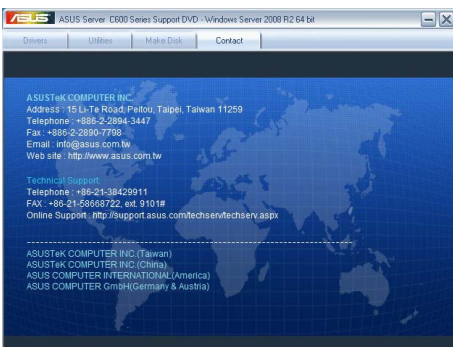 ASUS ASUS Server C600 Series Support DVD - Windows Server 2008 R2 64 bit
Drivers Utilities Make Disk Contact
ASUSTeK COMPUTER INC.
Address : 15 Li-Te Road, Peitou, Taipei, Taiwan 11259
Telephone : +886-2-2894-3447
Fax : +886-2-2890-7798
Email : info@asus.com.tw
Web site : http://www.asus.com.tw
Technical Support
Telephone : +86-21-38429911
FAX : +86-21-58668722, ext. 9101#
Online Support : http://support.asus.com/techserv/techserv.aspx
ASUSTeK COMPUTER INC.(Taiwan)
ASUSTeK COMPUTER INC.(China)
ASUS COMPUTER INTERNATIONAL(America)
ASUS COMPUTER GmbH(Germany & Austria)